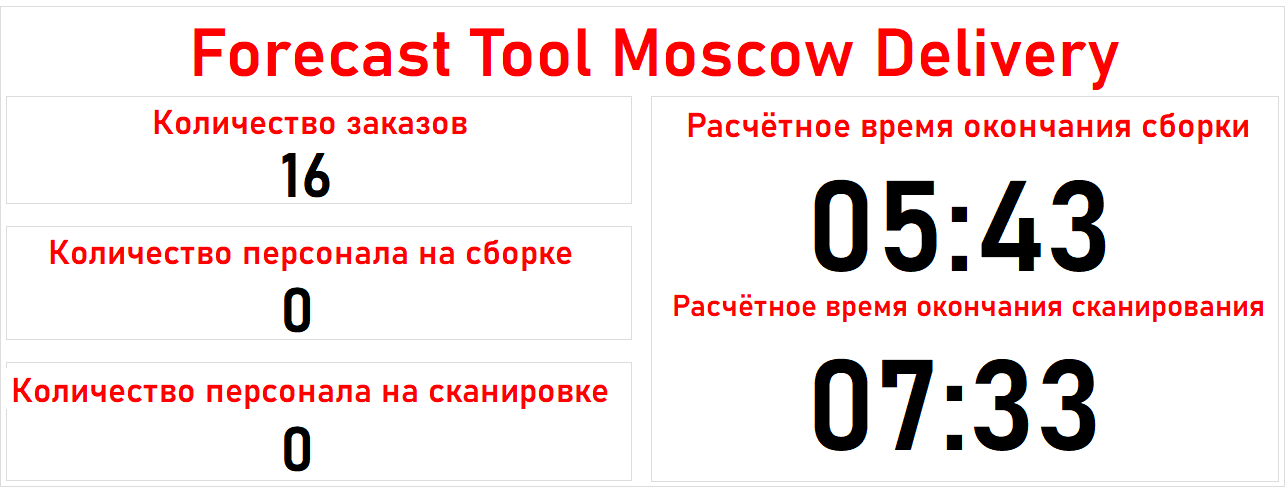 Forecast Tool Moscow Delivery
Количество заказов
16
Количество персонала на сборке
0
Количество персонала на сканировке
0
Расчётное время окончания сборки
05:43
Расчётное время окончания сканирования
07:33